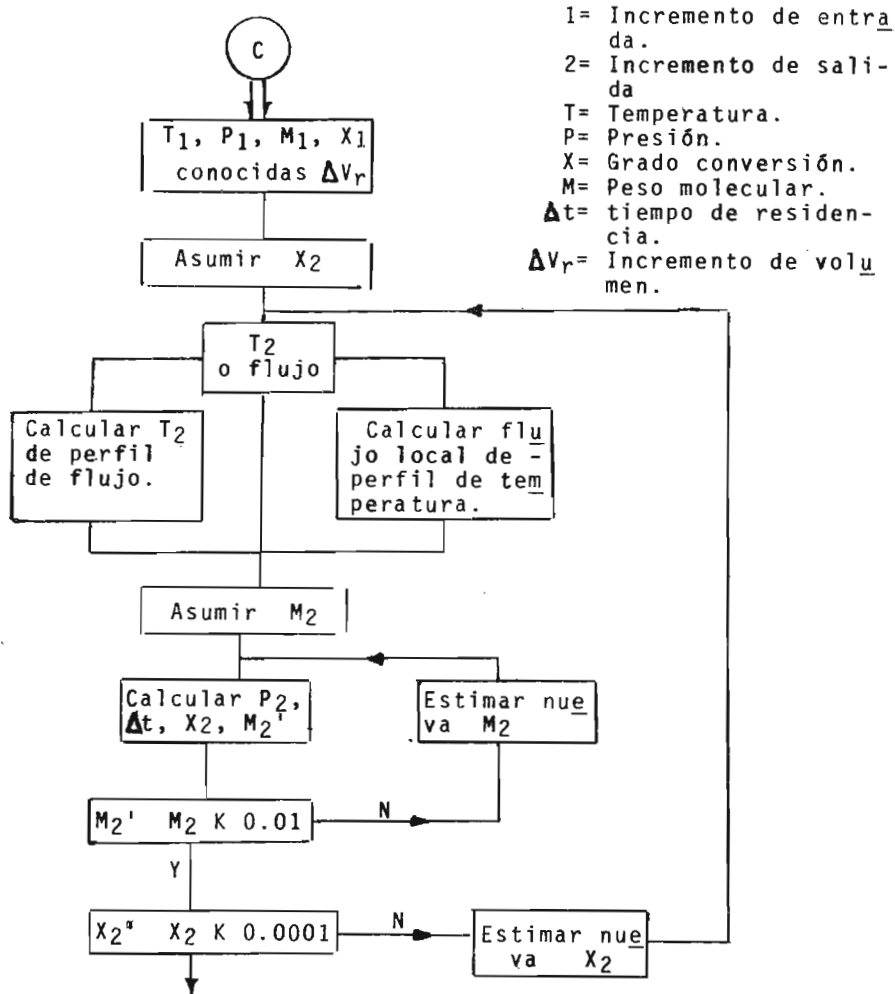 C
T1, P1, M1, X1
conocidas ΔVr
Asumir X2
T2
o flujo
Calcular T2
de perfil
de flujo.
Calcular flu
jo local de -
perfil de tem
peratura.
Asumir M2
Calcular P2,
Δt, X2, M2'
Estimar nue
va M2
M2' M2 K 0.01
N
Y
X2* X2 K 0.0001
N
Estimar nue
va X2
1= Incremento de entra
da.
2= Incremento de sali-
da
T= Temperatura.
P= Presión.
X= Grado conversión.
M= Peso molecular.
Δt= tiempo de residen-
cia.
ΔVr= Incremento de volu
men.